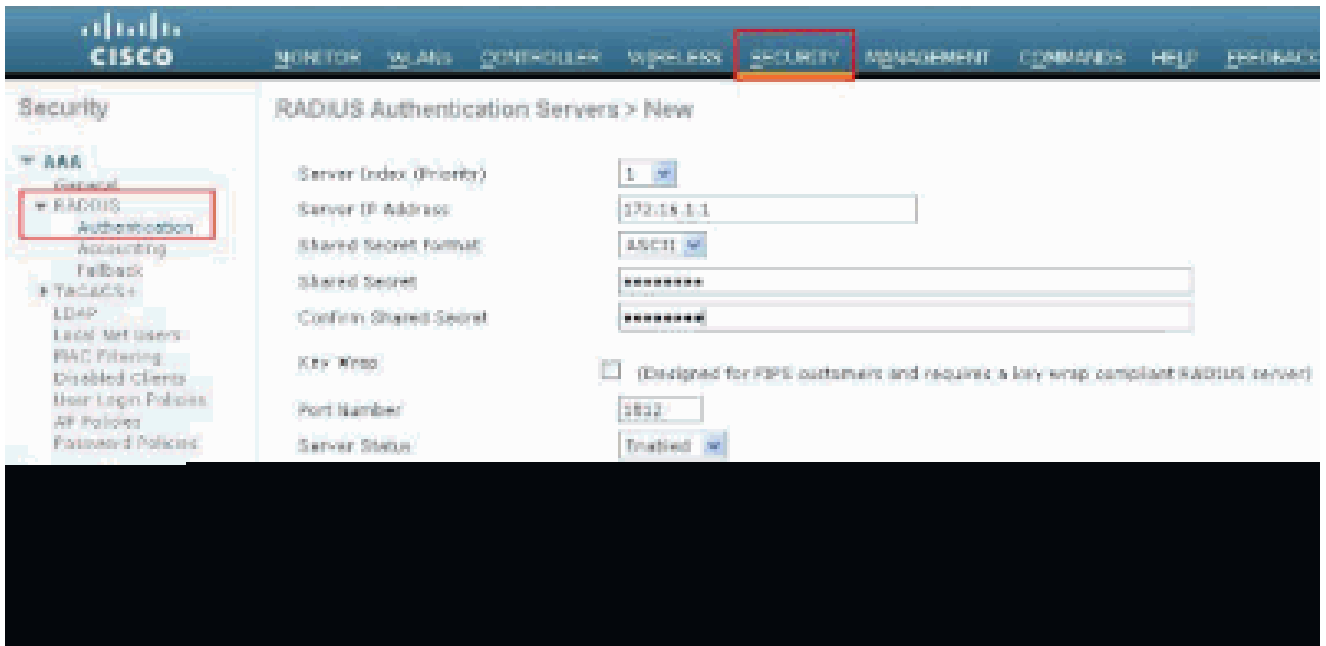 CISCO
MONITOR WLANs CONTROLLER WIRELESS SECURITY MANAGEMENT COMMANDS HELP FEEDBACK
Security
AAA
General
RADIUS
Authentication
Accounting
Fallback
TACACS+
LDAP
Local Net Users
MAC Filtering
Disabled Clients
User Login Policies
AP Policies
Password Policies
RADIUS Authentication Servers > New
Server Index (Priority) 1
Server IP Address 172.16.1.1
Shared Secret Format ASCII
Shared Secret ••••••••
Confirm Shared Secret ••••••••
Key Wrap (Designed for FIPS customers and requires a key wrap compliant RADIUS server)
Port Number 1812
Server Status Enabled